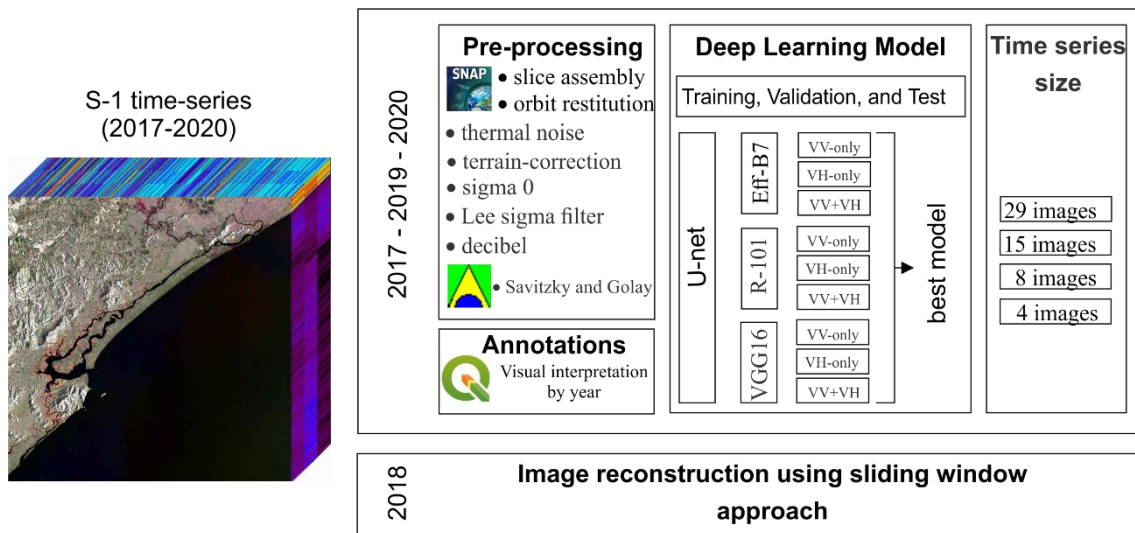 S-1 time-series
(2017-2020)
2017 - 2019 - 2020
Pre-processing
SNAP
• slice assembly
• orbit restitution
• thermal noise
• terrain-correction
• sigma 0
• Lee sigma filter
• decibel
• Savitzky and Golay
Annotations
Visual interpretation
by year
Deep Learning Model
Training, Validation, and Test
U-net
Eff-B7
VV-only
VH-only
VV+VH
R-101
VV-only
VH-only
VV+VH
VGG16
VV-only
VH-only
VV+VH
best model
Time series
size
29 images
15 images
8 images
4 images
2018
Image reconstruction using sliding window
approach